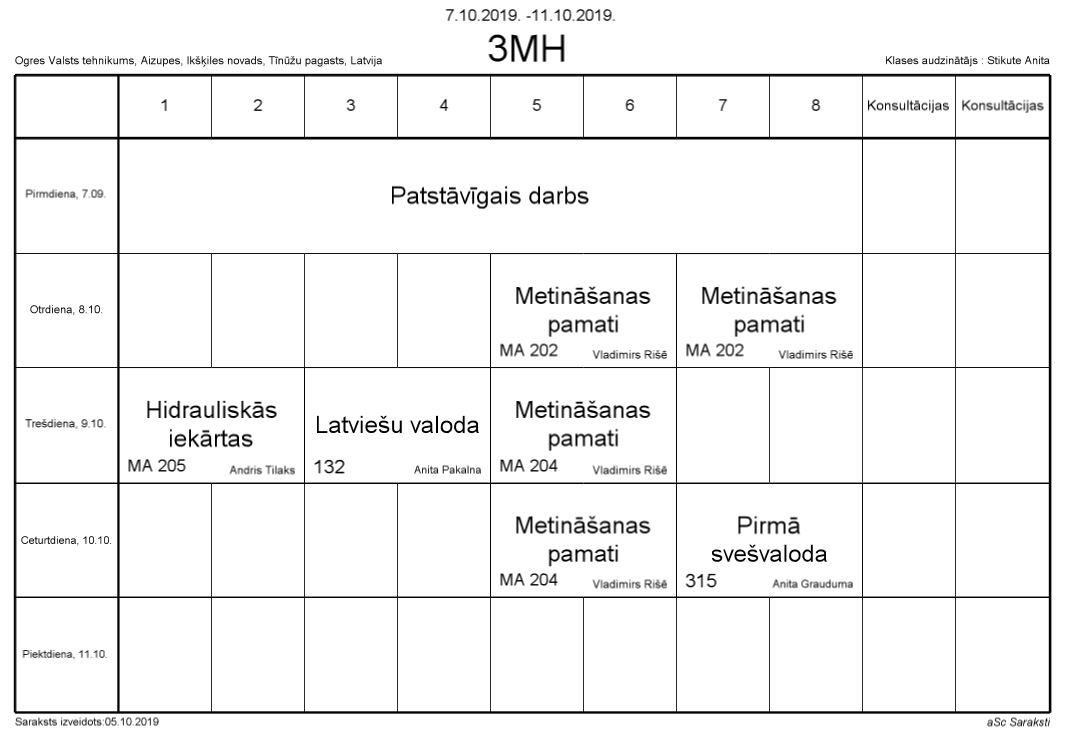 7.10.2019. -11.10.2019.
3MH
Ogres Valsts tehnikums, Aizupes, Ikšķiles novads, Tīnūžu pagasts, Latvija
Klases audzinātājs : Stikute Anita
1 2 3 4 5 6 7 8 Konsultācijas Konsultācijas
Pirmdiena, 7.09.
Patstāvīgais darbs
Otrdiena, 8.10.
Metināšanas
pamati
MA 202 Vladimirs Rišē
Metināšanas
pamati
MA 202 Vladimirs Rišē
Trešdiena, 9.10.
Hidrauliskās
iekārtas
MA 205 Andris Tilaks
Latviešu valoda
132 Anita Pakalna
Metināšanas
pamati
MA 204 Vladimirs Rišē
Ceturtdiena, 10.10.
Metināšanas
pamati
MA 204 Vladimirs Rišē
Pirmā
svešvaloda
315 Anita Grauduma
Piektdiena, 11.10.
Saraksts izveidots:05.10.2019
aSc Saraksti